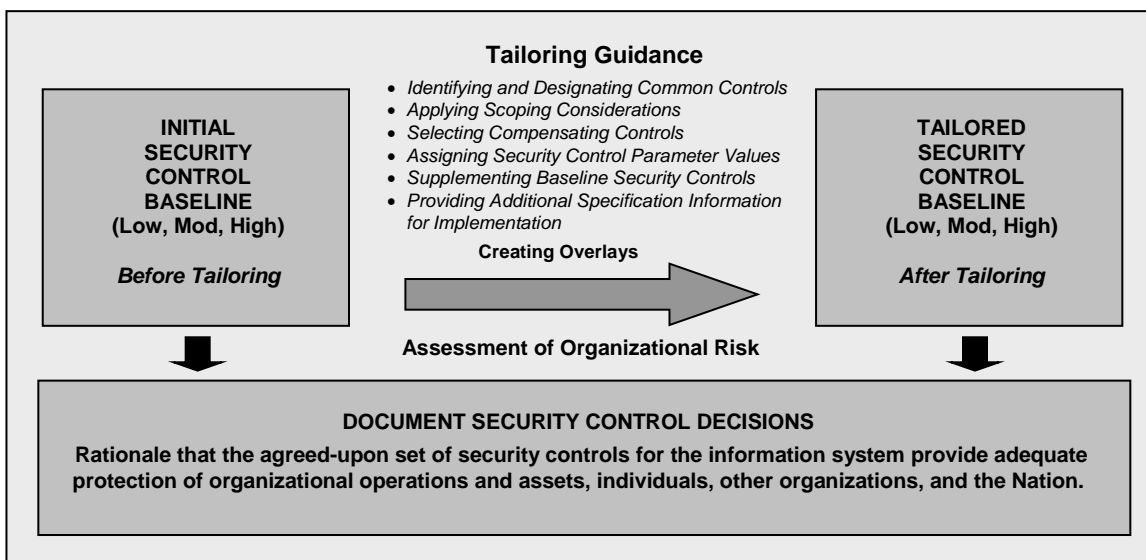 Tailoring Guidance
• Identifying and Designating Common Controls
• Applying Scoping Considerations
• Selecting Compensating Controls
• Assigning Security Control Parameter Values
• Supplementing Baseline Security Controls
• Providing Additional Specification Information
for Implementation
Creating Overlays
Assessment of Organizational Risk
INITIAL
SECURITY
CONTROL
BASELINE
(Low, Mod, High)
Before Tailoring
TAILORED
SECURITY
CONTROL
BASELINE
(Low, Mod, High)
After Tailoring
DOCUMENT SECURITY CONTROL DECISIONS
Rationale that the agreed-upon set of security controls for the information system provide adequate
protection of organizational operations and assets, individuals, other organizations, and the Nation.